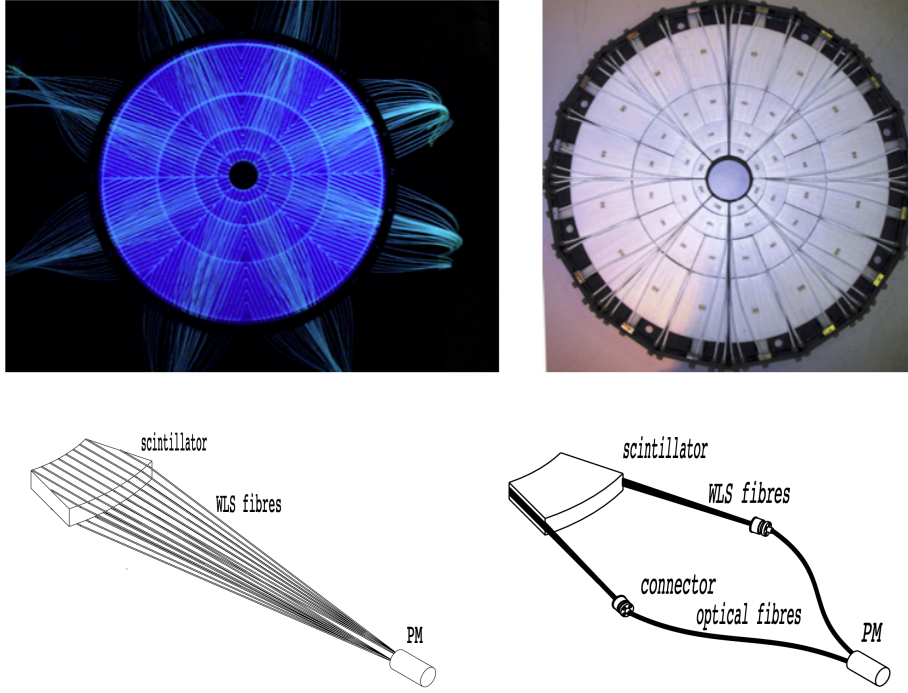 scintillator
WLS fibres
PM
scintillator
WLS fibres
connector
optical fibres
PM